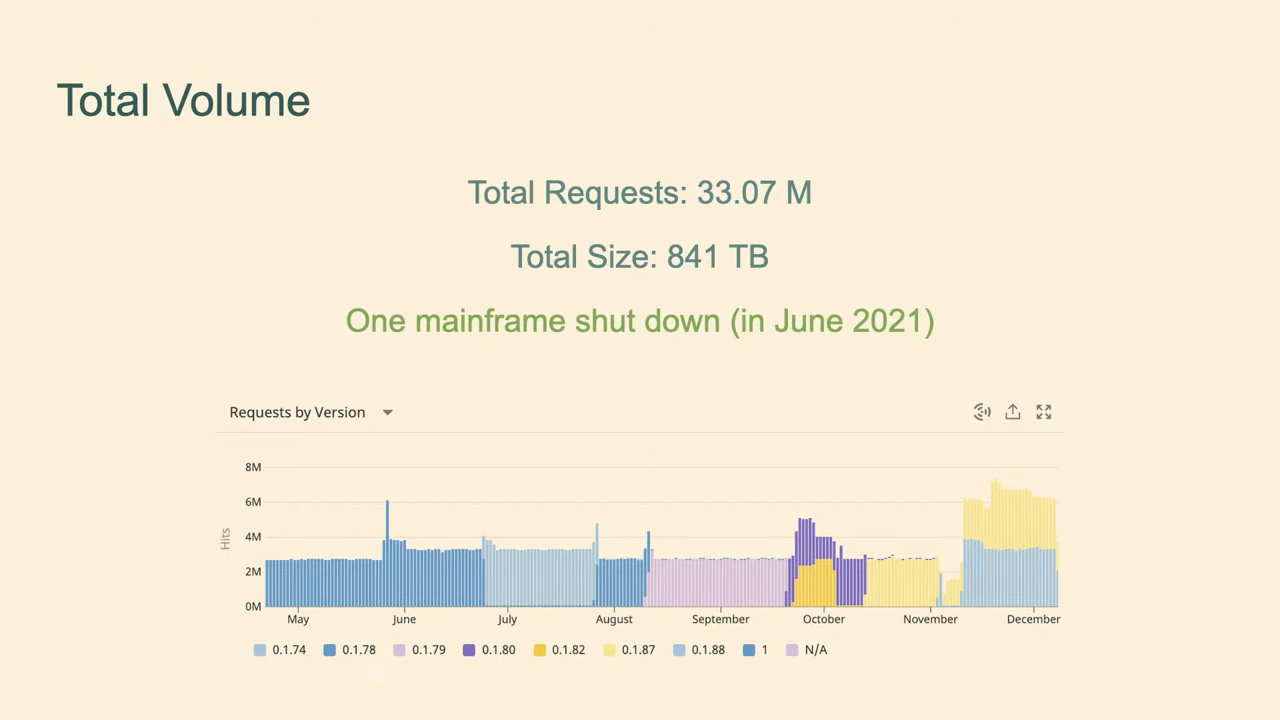 Total Volume
Total Requests: 33.07 M
Total Size: 841 TB
One mainframe shut down (in June 2021)
Requests by Version
8M
6M
4M
2M
0M
Hits
May June July August September October November December
0.1.74 0.1.78 0.1.79 0.1.80 0.1.82 0.1.87 0.1.88 1 N/A